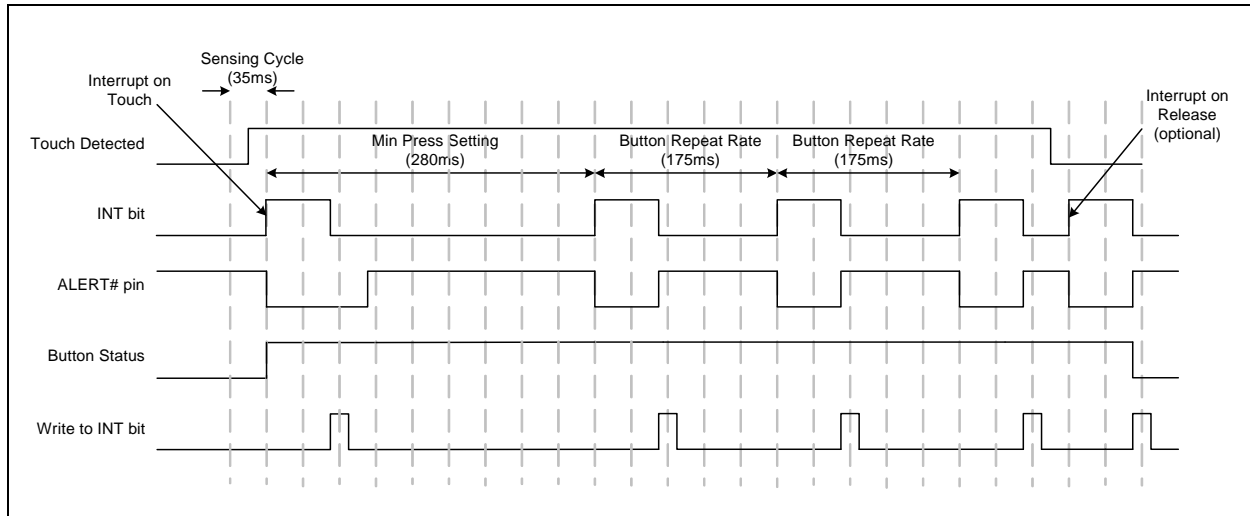 Sensing Cycle
(35ms)
Interrupt on
Touch
Interrupt on
Release
(optional)
Touch Detected
Min Press Setting
(280ms)
Button Repeat Rate
(175ms)
Button Repeat Rate
(175ms)
INT bit
ALERT# pin
Button Status
Write to INT bit